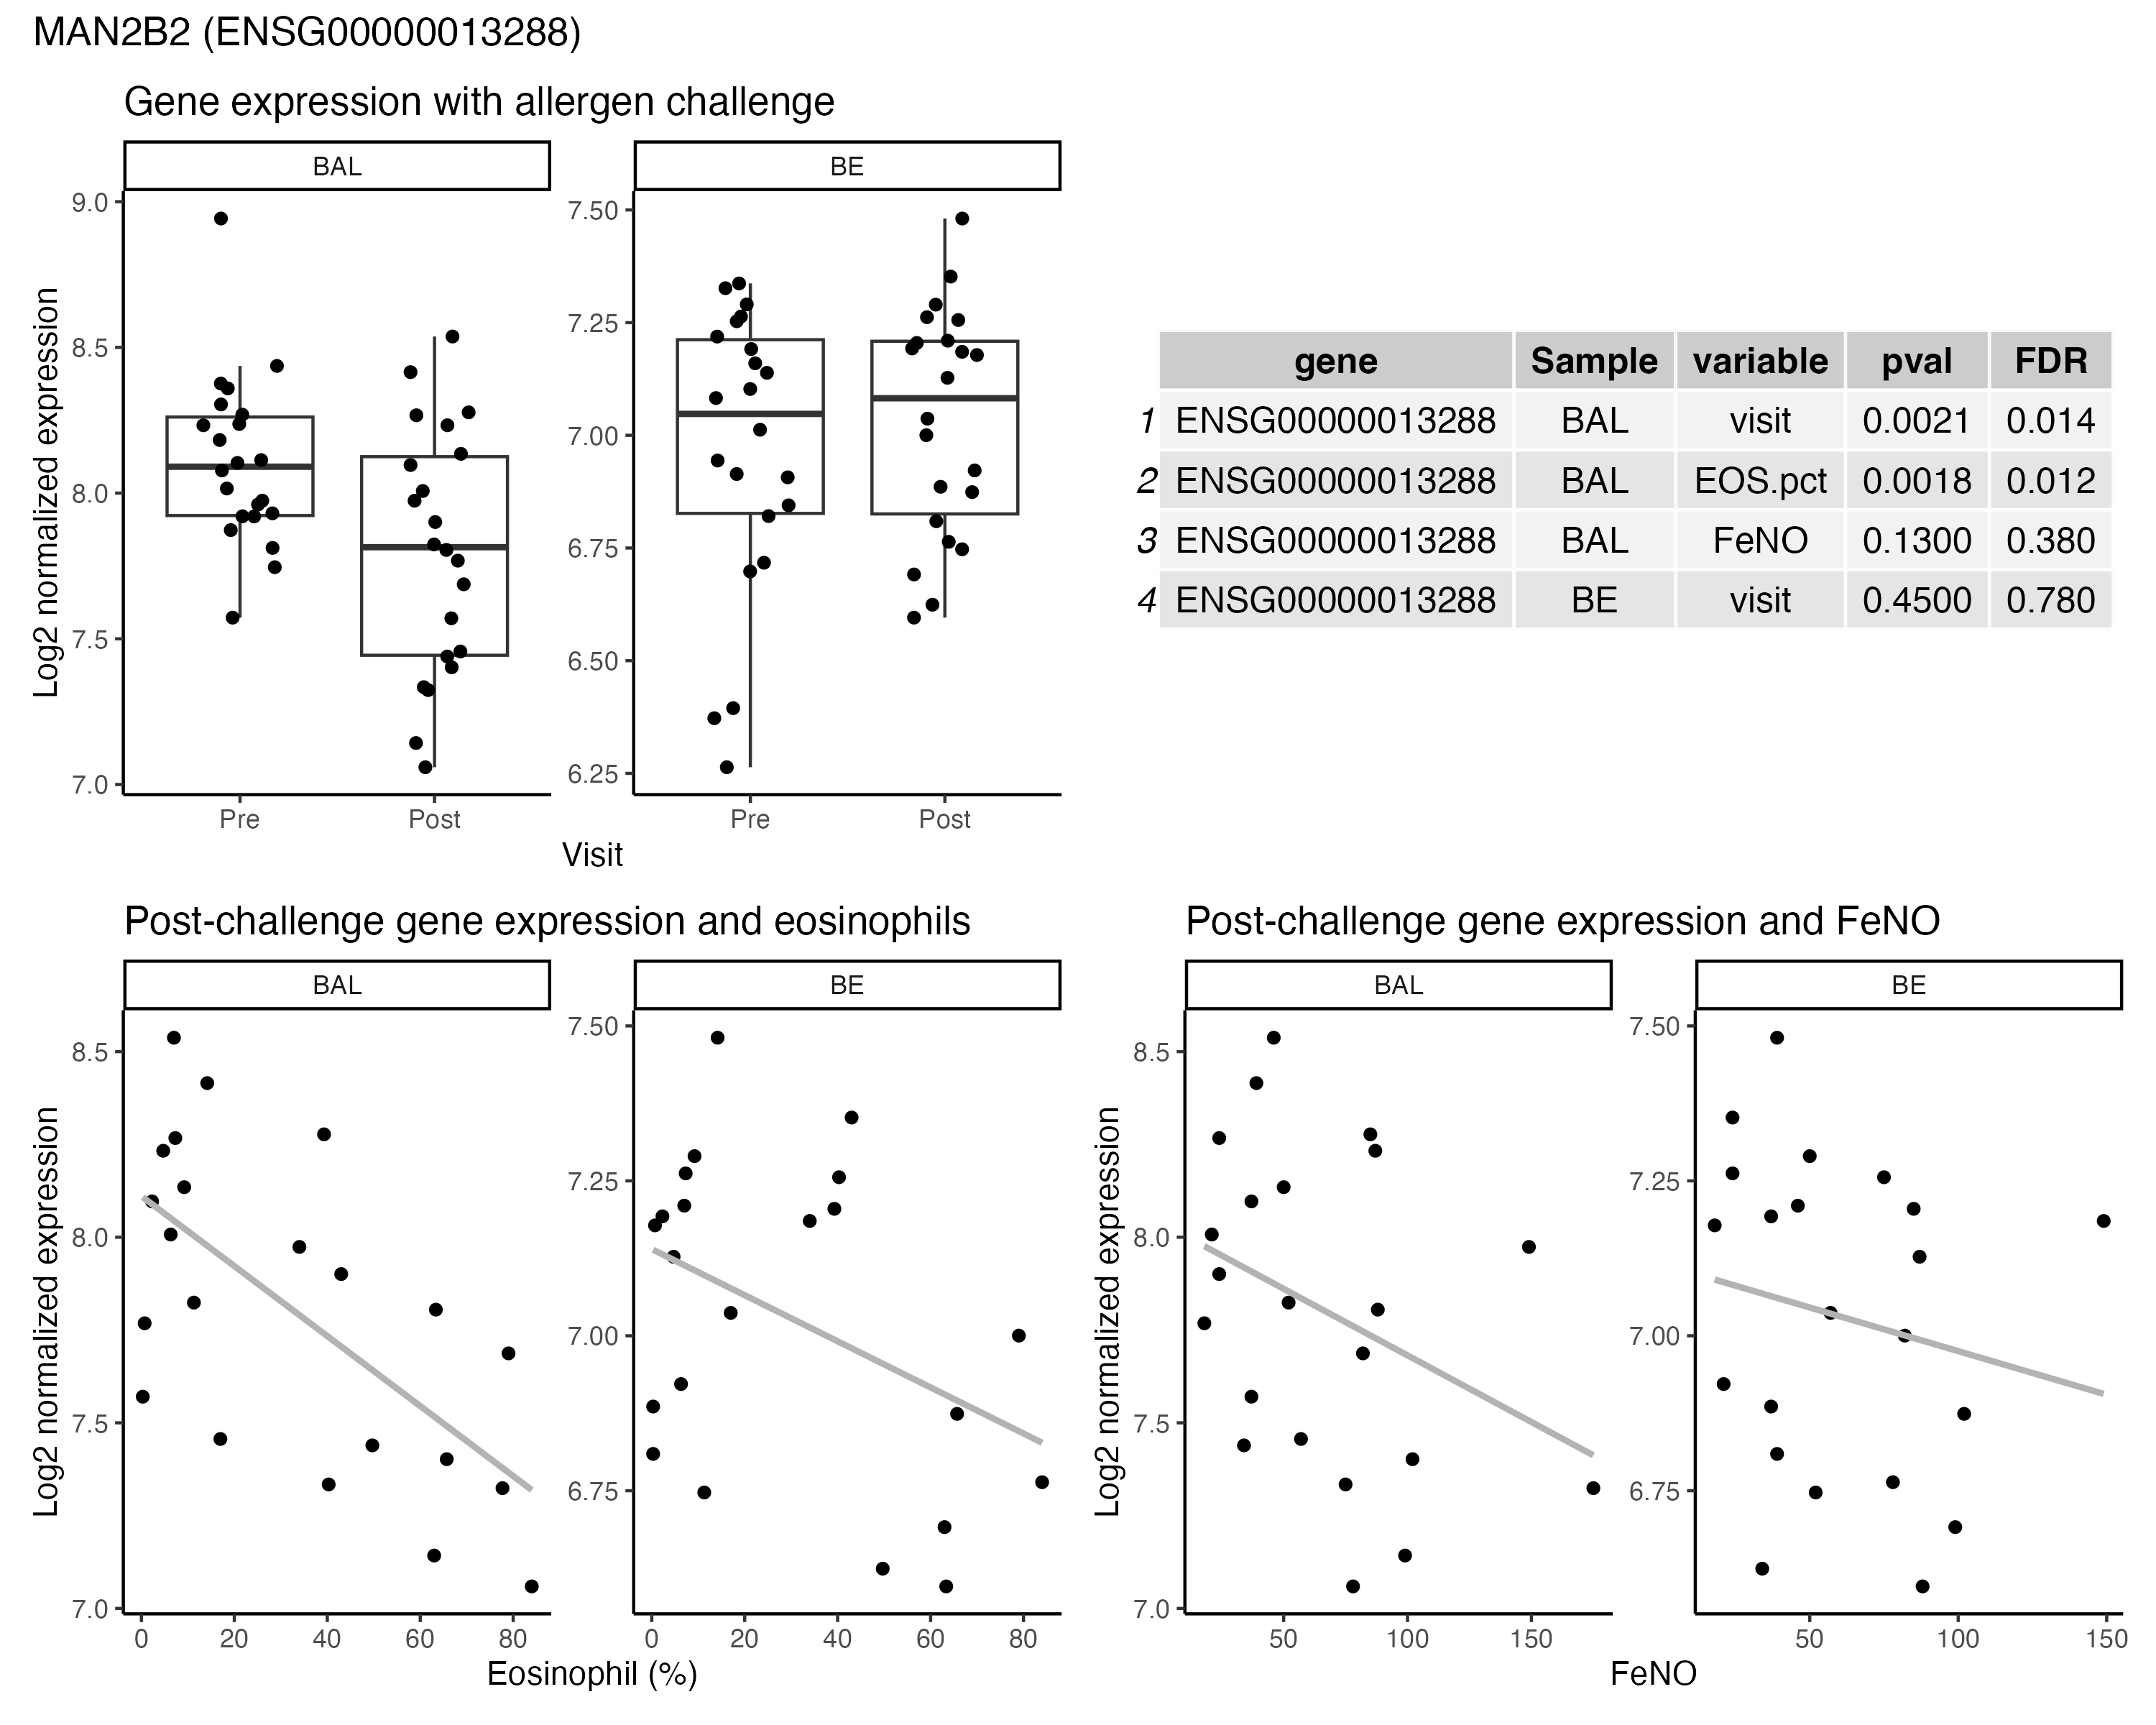 MAN2B2 (ENSG00000013288)
Gene expression with allergen challenge
BAL
BE
Log2 normalized expression
9.0
8.5
8.0
7.5
7.0
7.50
7.25
7.00
6.75
6.50
6.25
Pre
Post
Pre
Post
Visit
gene Sample variable pval FDR
1 ENSG00000013288 BAL visit 0.0021 0.014
2 ENSG00000013288 BAL EOS.pct 0.0018 0.012
3 ENSG00000013288 BAL FeNO 0.1300 0.380
4 ENSG00000013288 BE visit 0.4500 0.780
Post-challenge gene expression and eosinophils
BAL
BE
Log2 normalized expression
8.5
8.0
7.5
7.0
7.50
7.25
7.00
6.75
0 20 40 60 80
0 20 40 60 80
Eosinophil (%)
Post-challenge gene expression and FeNO
BAL
BE
Log2 normalized expression
8.5
8.0
7.5
7.0
7.50
7.25
7.00
6.75
50 100 150
50 100 150
FeNO